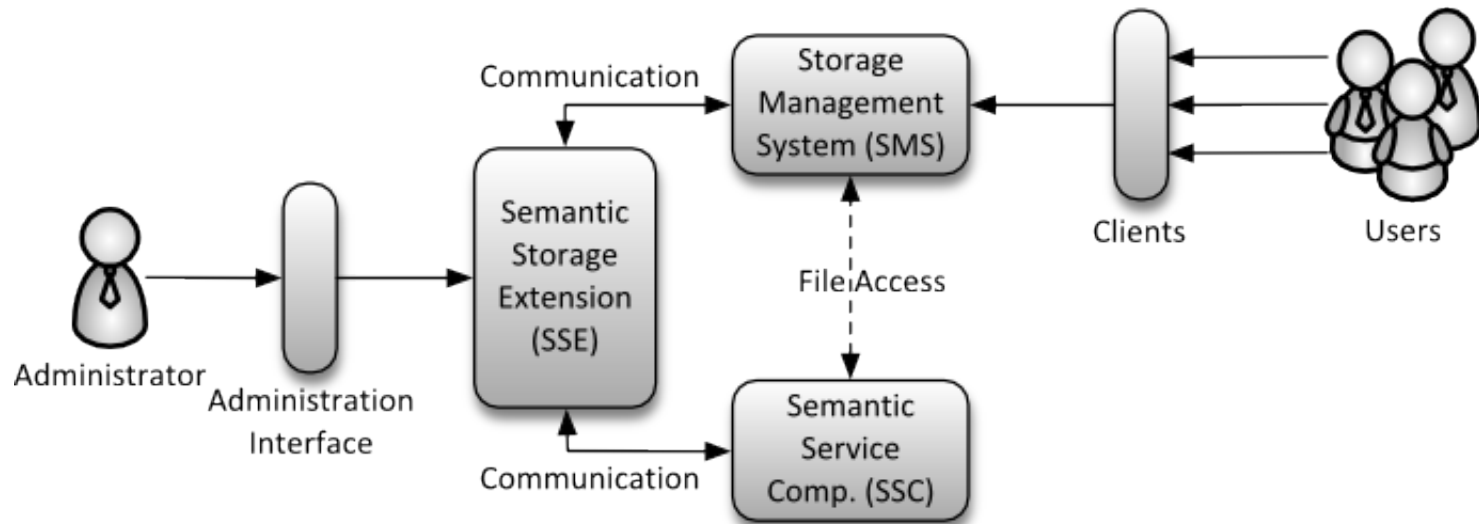 Communication
Storage
Management
System (SMS)
Clients
Users
Semantic
Storage
Extension
(SSE)
File Access
Administrator
Administration
Interface
Communication
Semantic
Service
Comp. (SSC)